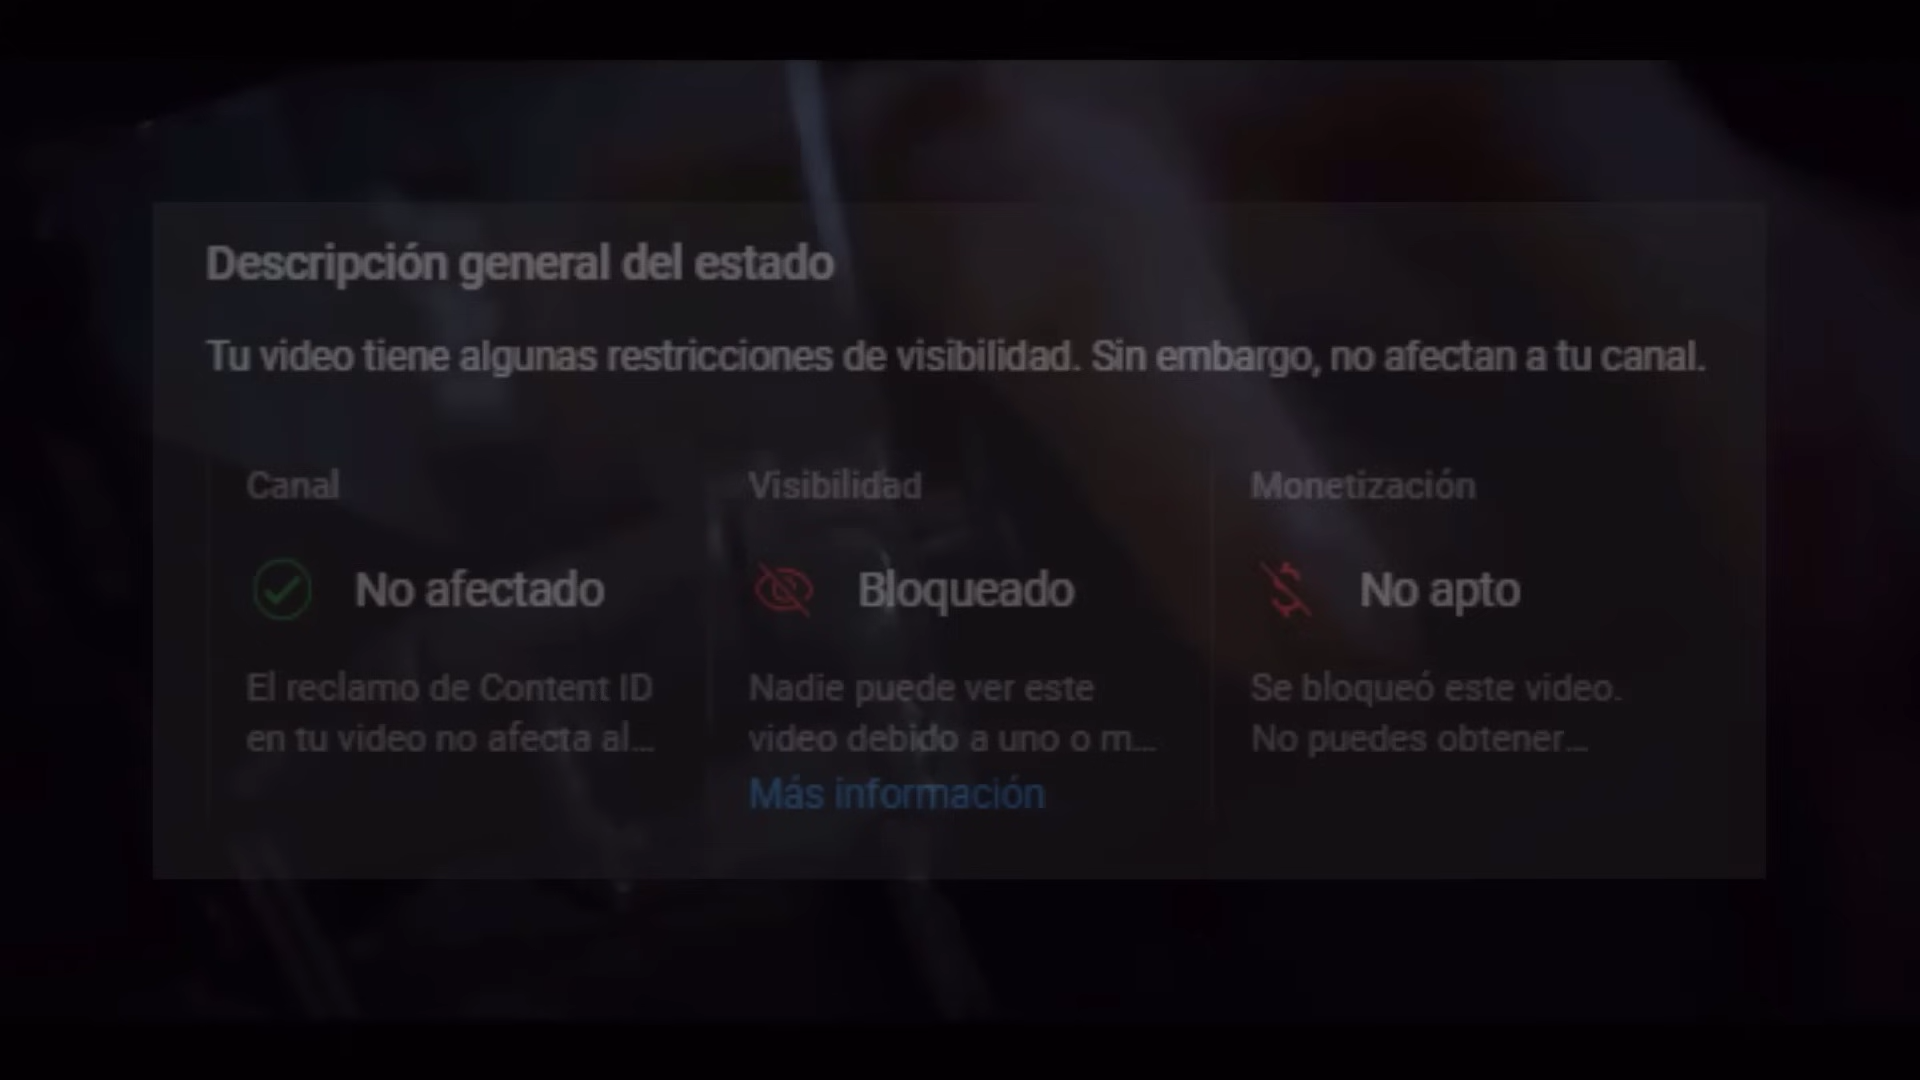 Descripción general del estado
Tu video tiene algunas restricciones de visibilidad. Sin embargo, no afectan a tu canal.
Canal
Visibilidad
Monetización
No afectado
Bloqueado
No apto
El reclamo de Content ID
en tu video no afecta al...
Nadie puede ver este
video debido a uno o m...
Más información
Se bloqueó este video.
No puedes obtener...